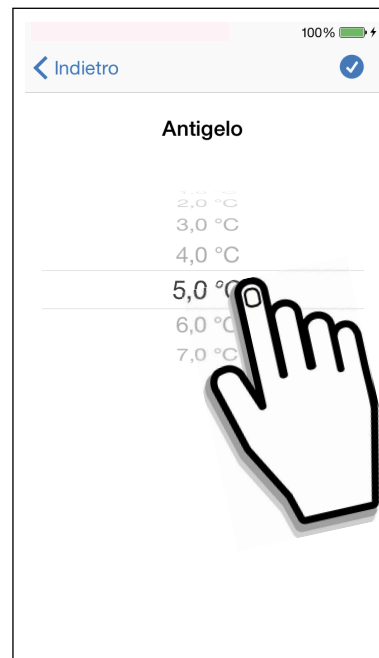 100%
Indietro
Antigelo
2,0 °C
3,0 °C
4,0 °C
5,0 °C
6,0 °C
7,0 °C